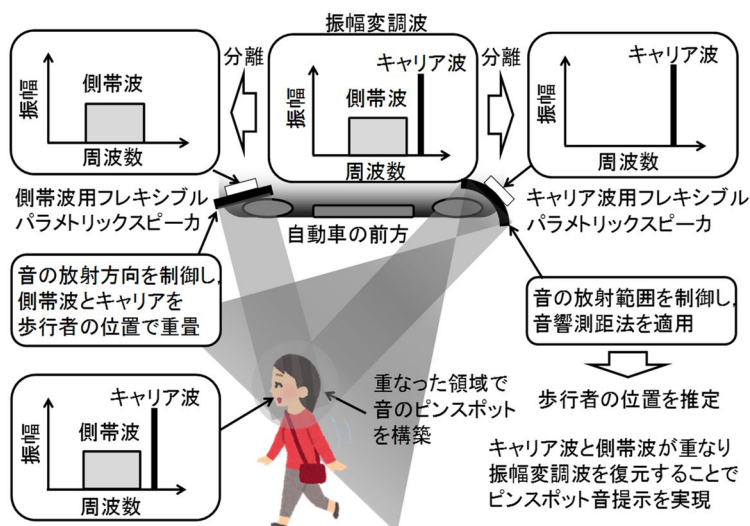 振幅変調波
振幅
側帯波
周波数
分離
振幅
キャリア波
側帯波
周波数
分離
振幅
キャリア波
周波数
側帯波用フレキシブル
パラメトリックスピーカ
自動車の前方
キャリア波用フレキシブル
パラメトリックスピーカ
音の放射方向を制御し,
側帯波とキャリアを
歩行者の位置で重畳
音の放射範囲を制御し,
音響測距法を適用
歩行者の位置を推定
振幅
キャリア波
側帯波
周波数
重なった領域で
音のピンスポット
を構築
キャリア波と側帯波が重なり
振幅変調波を復元することで
ピンスポット音提示を実現